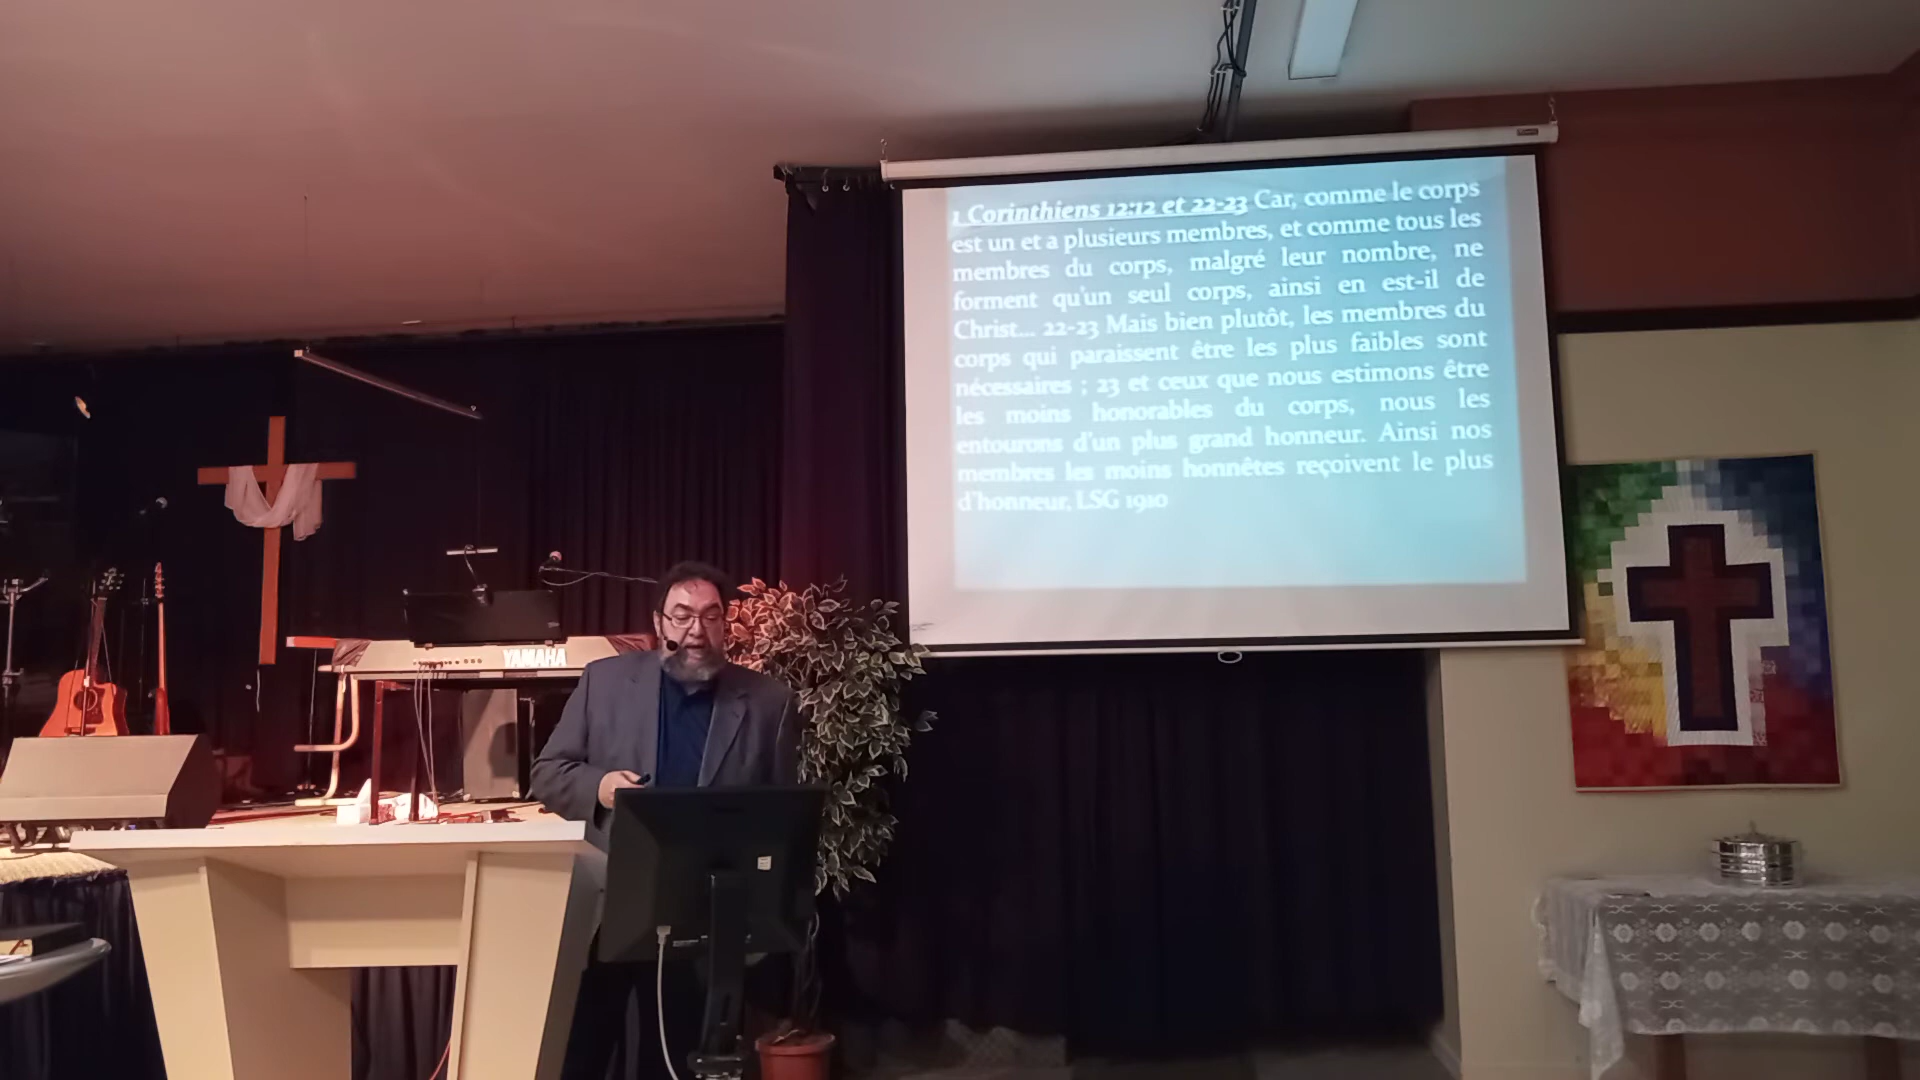 1 Corinthiens 12:12 et 22-23 Car, comme le corps
est un et a plusieurs membres, et comme tous les
membres du corps, malgré leur nombre, ne
forment qu'un seul corps, ainsi en est-il de
Christ... 22-23 Mais bien plutôt, les membres du
corps qui paraissent être les plus faibles sont
nécessaires ; 23 et ceux que nous estimons être
les moins honorables du corps, nous les
entourons d'un plus grand honneur. Ainsi nos
membres les moins honnêtes reçoivent le plus
d'honneur, LSG 1910
YAMAHA